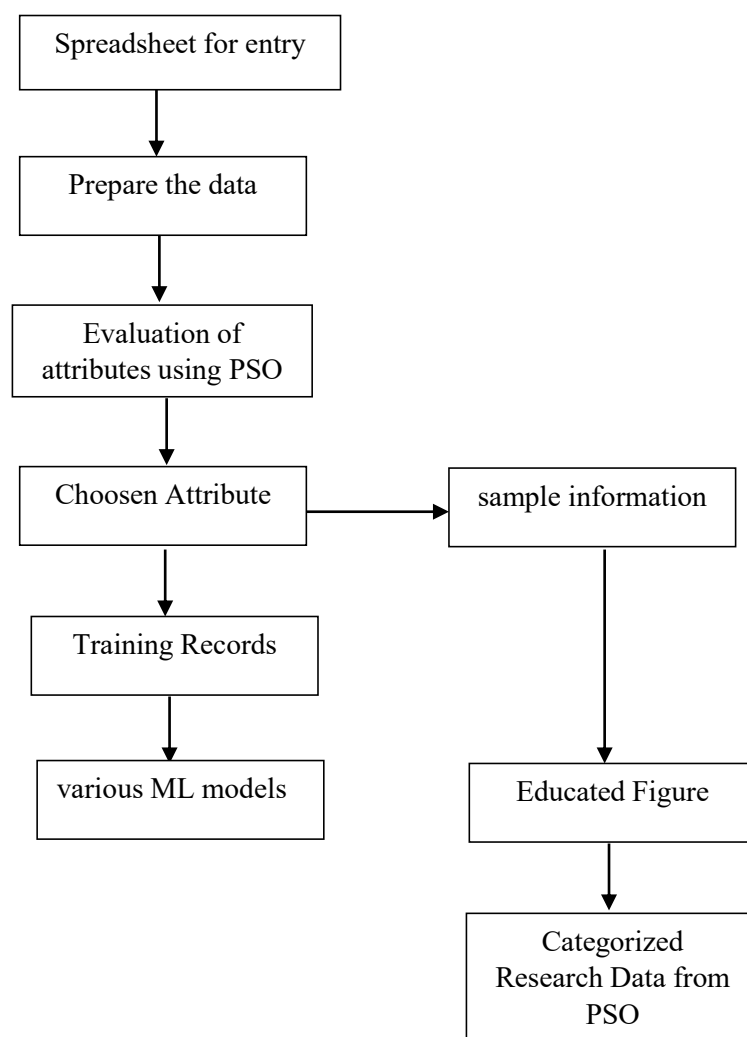 Spreadsheet for entry
Prepare the data
Evaluation of
attributes using PSO
Choosen Attribute
sample information
Training Records
various ML models
Educated Figure
Categorized
Research Data from
PSO